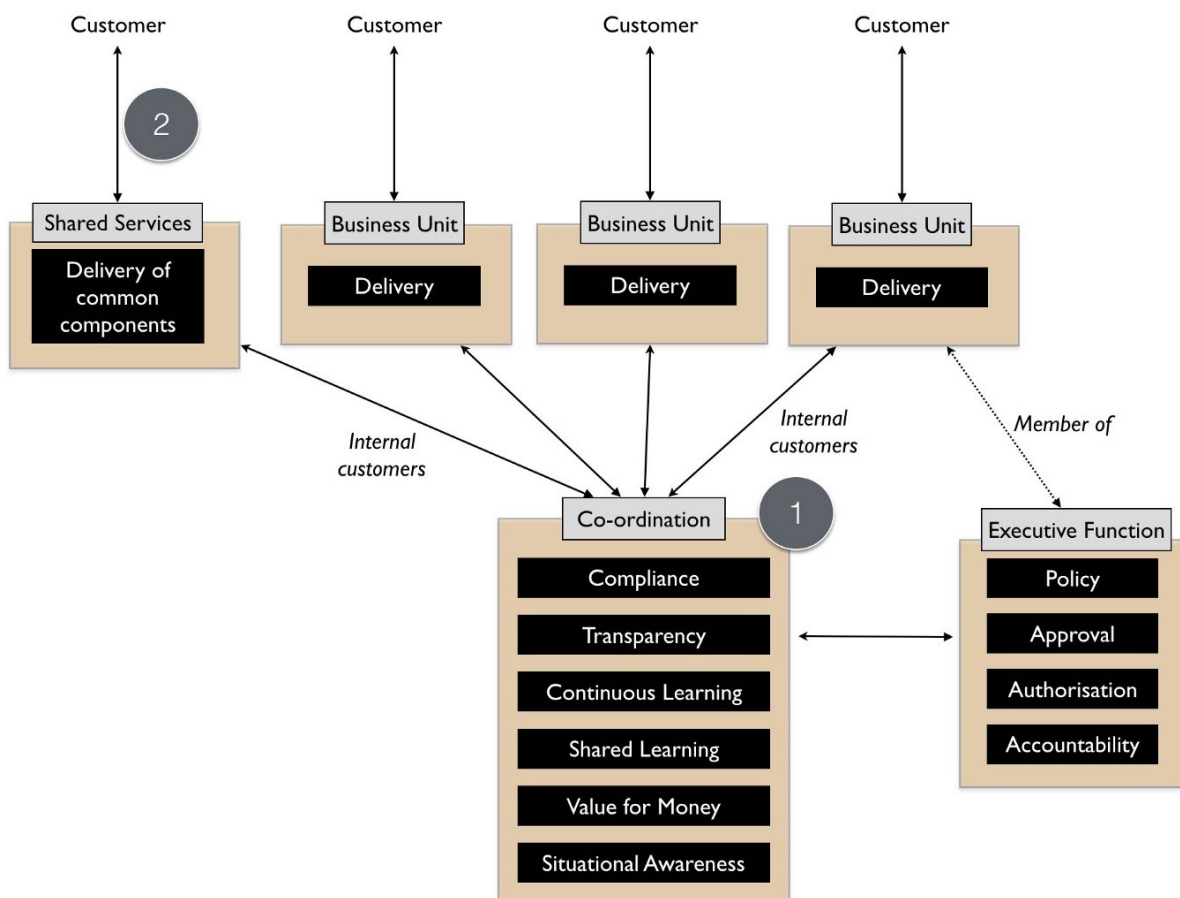 Customer
Customer
Customer
Customer
2
Shared Services
Business Unit
Business Unit
Business Unit
Delivery of
common
components
Delivery
Delivery
Delivery
Internal
customers
Internal
customers
Member of
Co-ordination
1
Executive Function
Compliance
Transparency
Continuous Learning
Shared Learning
Value for Money
Situational Awareness
Policy
Approval
Authorisation
Accountability